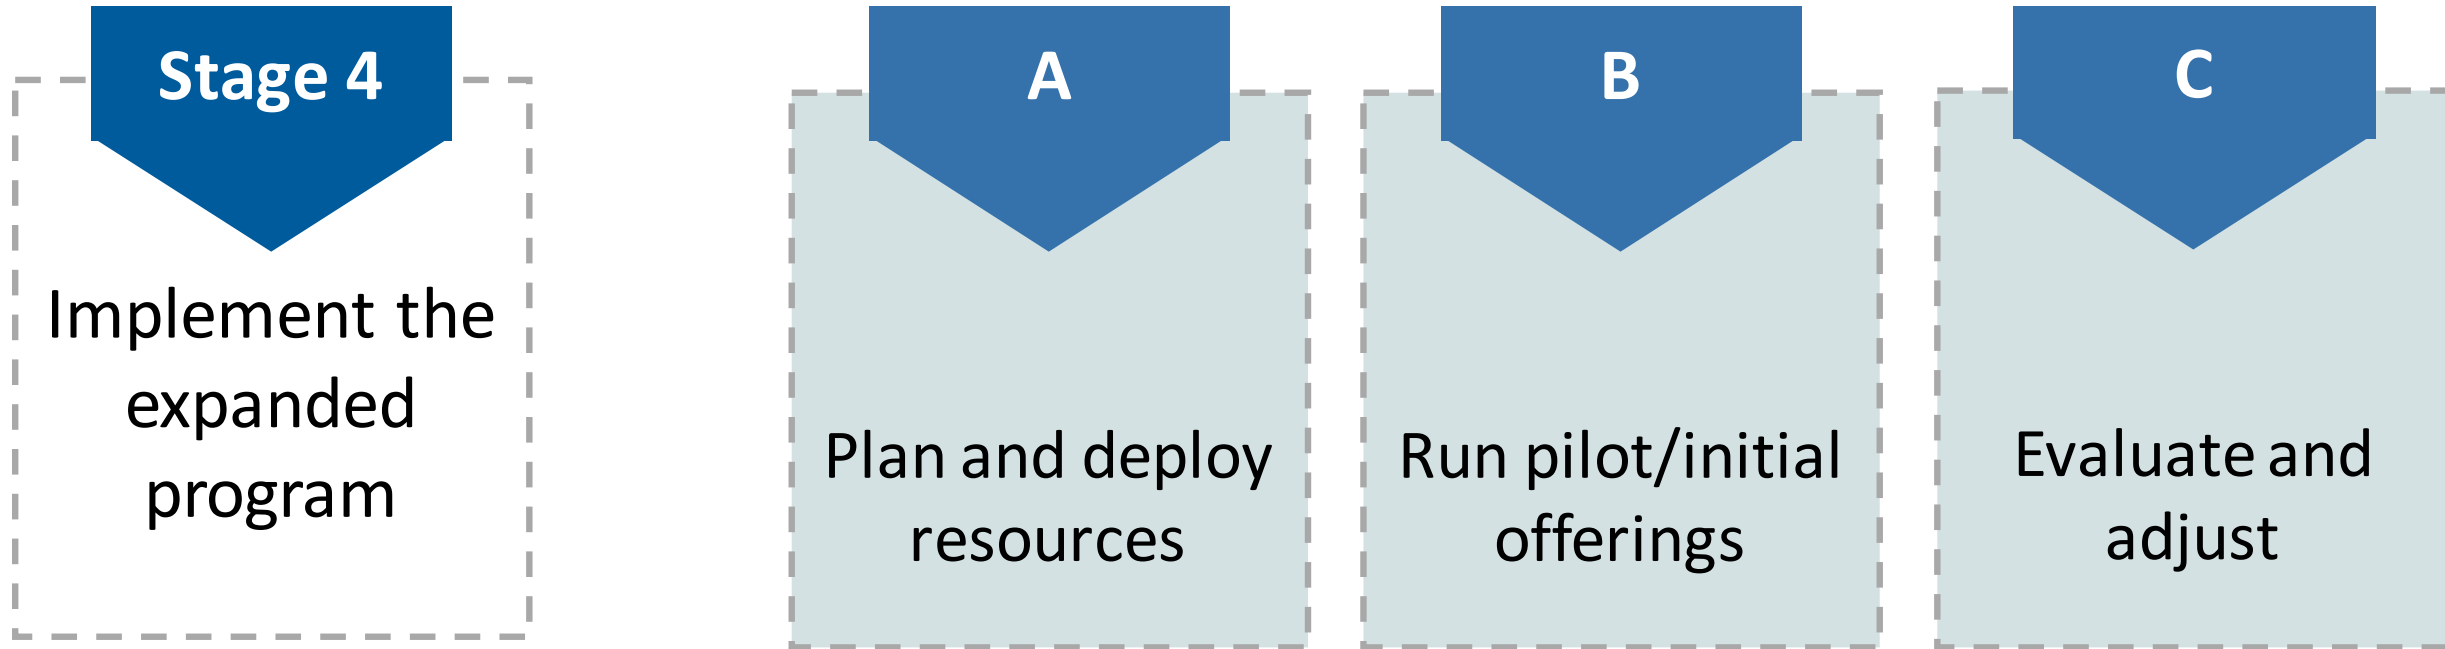 Stage 4
Implement the
expanded
program
A
Plan and deploy
resources
B
Run pilot/initial
offerings
C
Evaluate and
adjust